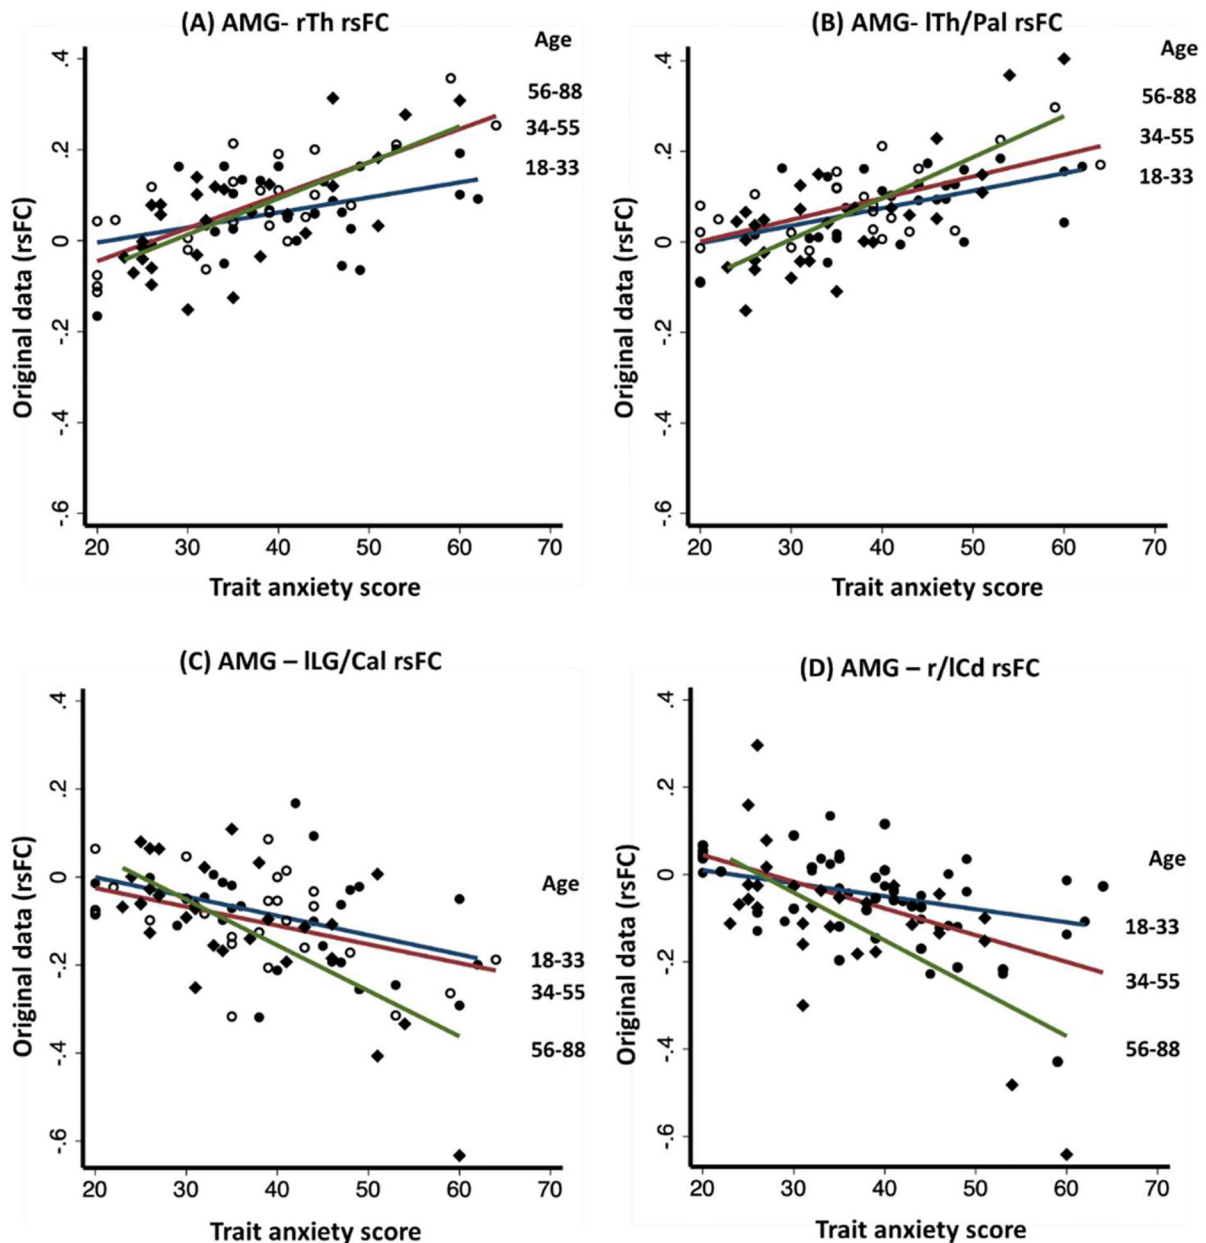 (A) AMG- rTh rsFC
Age
56-88
34-55
18-33
Original data (rsFC)
.4
.2
0
-.2
-.4
-.6
20 30 40 50 60 70
Trait anxiety score
(B) AMG- lTh/Pal rsFC
Age
56-88
34-55
18-33
Original data (rsFC)
.4
.2
0
-.2
-.4
-.6
20 30 40 50 60 70
Trait anxiety score
(C) AMG – lLG/Cal rsFC
Original data (rsFC)
.4
.2
0
-.2
-.4
-.6
Age
18-33
34-55
56-88
20 30 40 50 60 70
Trait anxiety score
(D) AMG – r/lCd rsFC
Original data (rsFC)
.4
.2
0
-.2
-.4
-.6
Age
18-33
34-55
56-88
20 30 40 50 60 70
Trait anxiety score